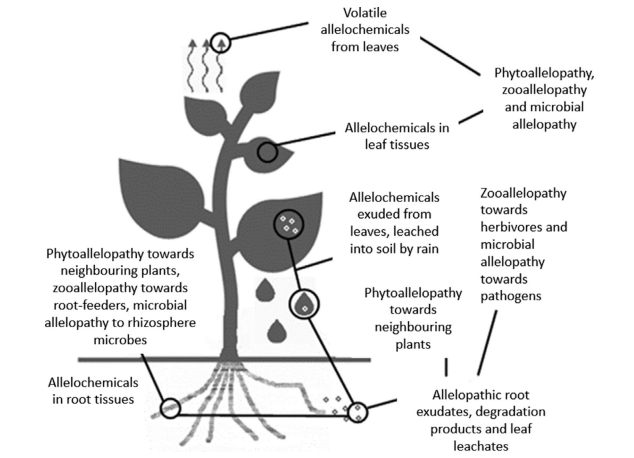 Volatile
allelochemicals
from leaves
Phytoallelopathy,
zooallelopathy
and microbial
allelopathy
Allelochemicals in
leaf tissues
Allelochemicals
exuded from
leaves, leached
into soil by rain
Zooallelopathy
towards
herbivores and
microbial
allelopathy
towards
pathogens
Phytoallelopathy towards
neighbouring plants,
zooallelopathy towards
root-feeders, microbial
allelopathy to rhizosphere
microbes
Phytoallelopathy
towards
neighbouring
plants
Allelochemicals
in root tissues
Allelopathic root
exudates, degradation
products and leaf
leachates